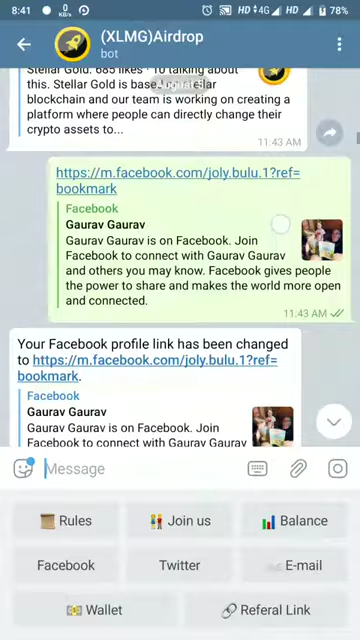 8:41
0
KB/s
HD 4G
HD
78%
(XLMG)Airdrop
bot
Stellar Gold. 685 likes · 10 talking about
this. Stellar Gold is based stellar
blockchain and our team is working on creating a
platform where people can directly change their
crypto assets to...
11:43 AM
https://m.facebook.com/joly.bulu.1?ref=
bookmark
Facebook
Gaurav Gaurav
Gaurav Gaurav is on Facebook. Join
Facebook to connect with Gaurav Gaurav
and others you may know. Facebook gives people
the power to share and makes the world more open
and connected.
11:43 AM
Your Facebook profile link has been changed
to https://m.facebook.com/joly.bulu.1?ref=
bookmark.
Facebook
Gaurav Gaurav
Gaurav Gaurav is on Facebook. Join
Facebook to connect with Gaurav Gaurav
Message
Rules
Join us
Balance
Facebook
Twitter
E-mail
Wallet
Referal Link